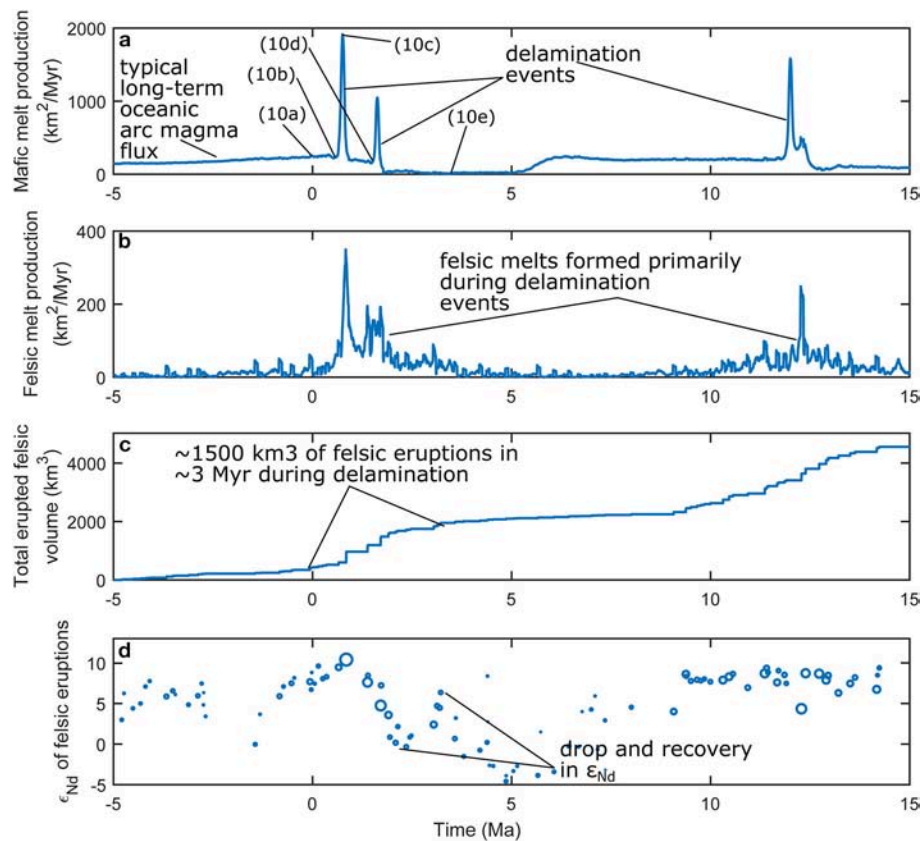 a
Mafic melt production
(km²/Myr)
2000
1000
0
typical
long-term
oceanic
arc magma
flux
(10d)
(10b)
(10a)
(10c)
(10e)
delamination
events
-5 0 5 10 15
b
Felsic melt production
(km²/Myr)
400
200
0
felsic melts formed primarily
during delamination
events
-5 0 5 10 15
c
Total erupted felsic
volume (km³)
4000
2000
0
~1500 km3 of felsic eruptions in
~3 Myr during delamination
-5 0 5 10 15
d
εNd of felsic eruptions
10
5
0
-5
drop and recovery
in εNd
-5 0 5 10 15
Time (Ma)